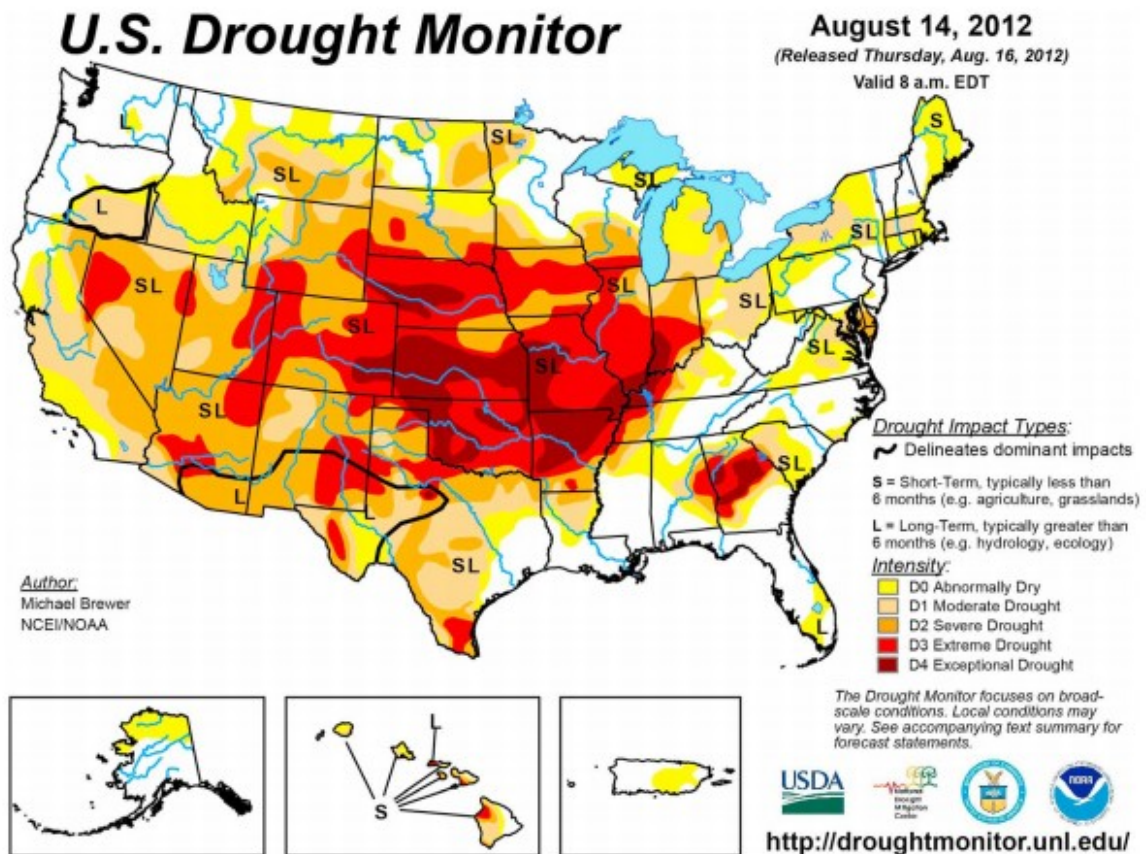 U.S. Drought Monitor
August 14, 2012
(Released Thursday, Aug. 16, 2012)
Valid 8 a.m. EDT
L
SL
SL
S
SL
L
SL
SL
SL
SL
SL
SL
SL
SL
SL
SL
L
L
SL
L
Drought Impact Types:
Delineates dominant impacts
S = Short-Term, typically less than
6 months (e.g. agriculture, grasslands)
L = Long-Term, typically greater than
6 months (e.g. hydrology, ecology)
Intensity:
D0 Abnormally Dry
D1 Moderate Drought
D2 Severe Drought
D3 Extreme Drought
D4 Exceptional Drought
Author:
Michael Brewer
NCEI/NOAA
L
S
The Drought Monitor focuses on broad-
scale conditions. Local conditions may
vary. See accompanying text summary for
forecast statements.
USDA
National
Drought
Mitigation
Center
NOAA
http://droughtmonitor.unl.edu/